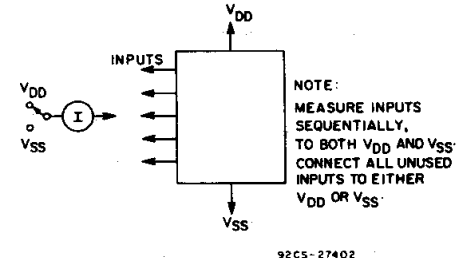 VDD
INPUTS
VDD
I
VSS
NOTE:
MEASURE INPUTS
SEQUENTIALLY,
TO BOTH VDD AND VSS.
CONNECT ALL UNUSED
INPUTS TO EITHER
VDD OR VSS.
VSS
92CS-27402